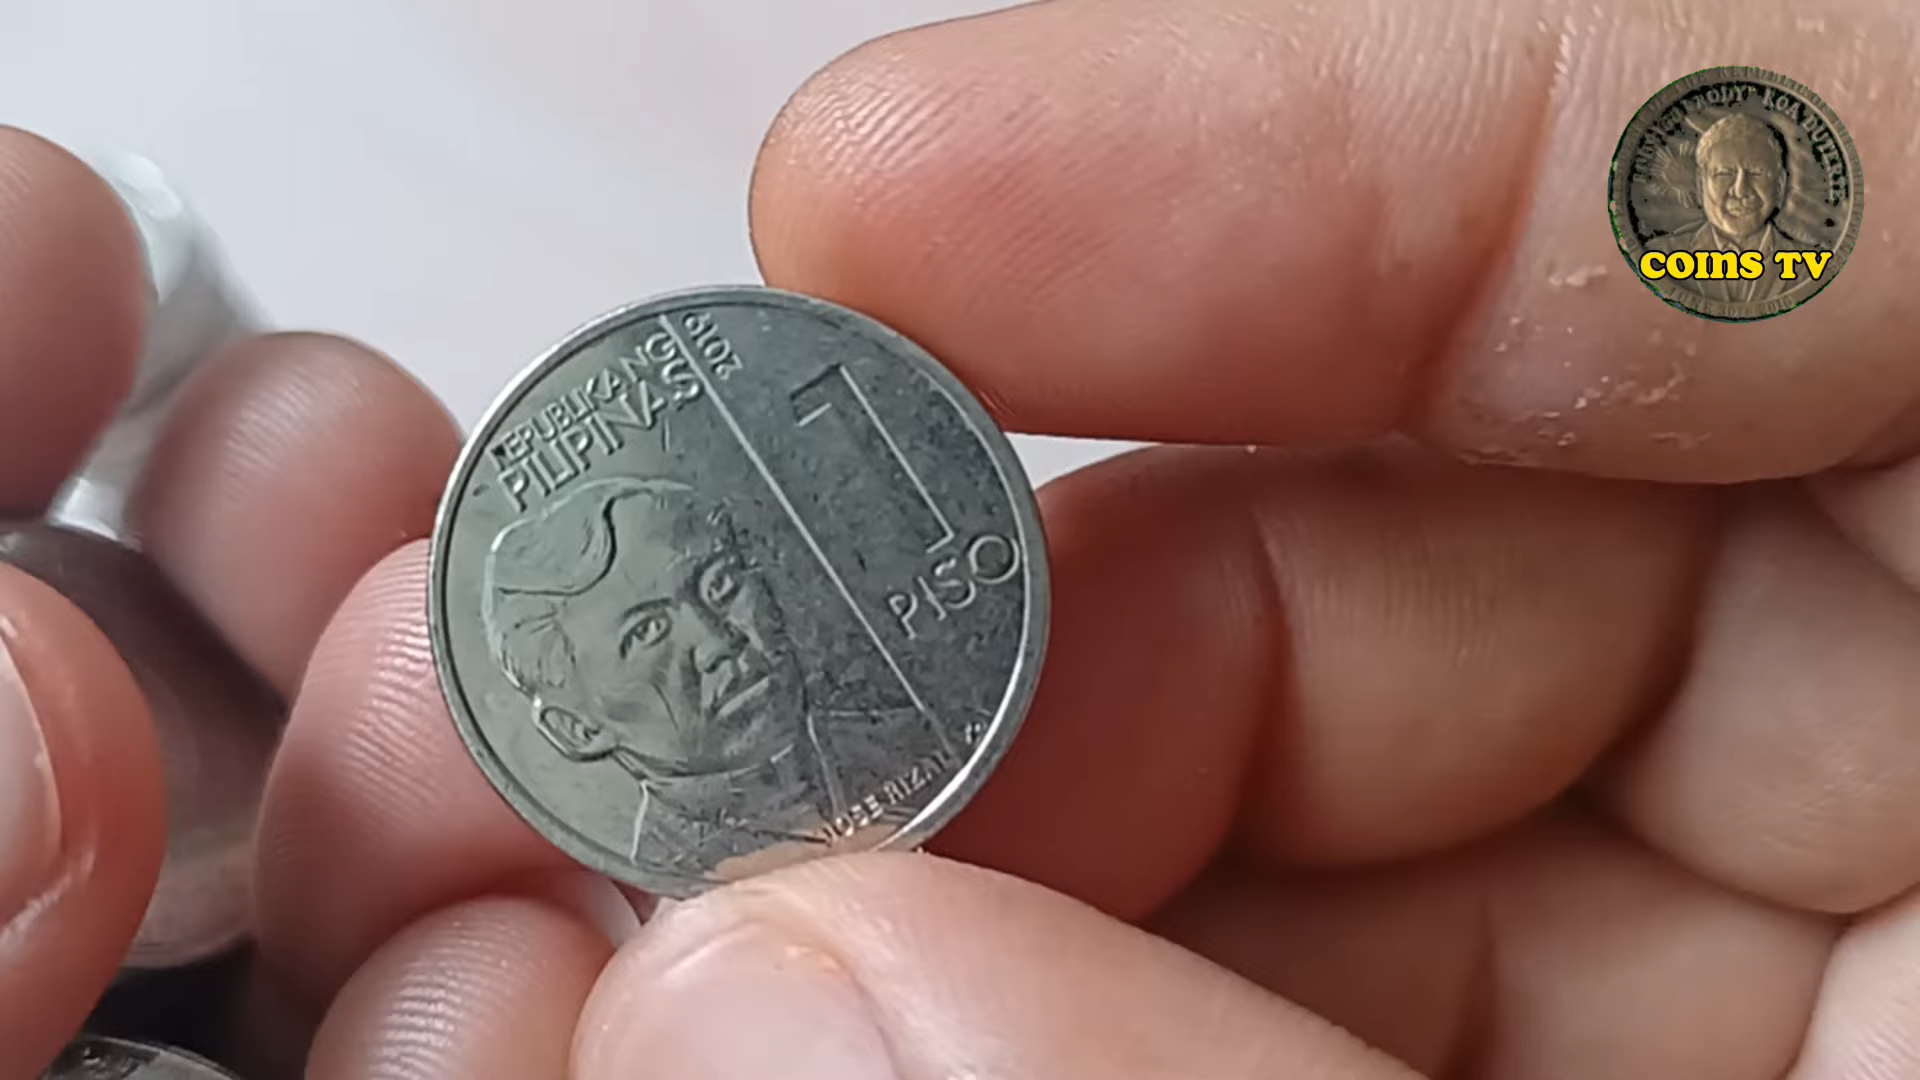 REPUBLIKA NG
PILIPINAS
2019
1
PISO
JOSE RIZAL
COINS TV